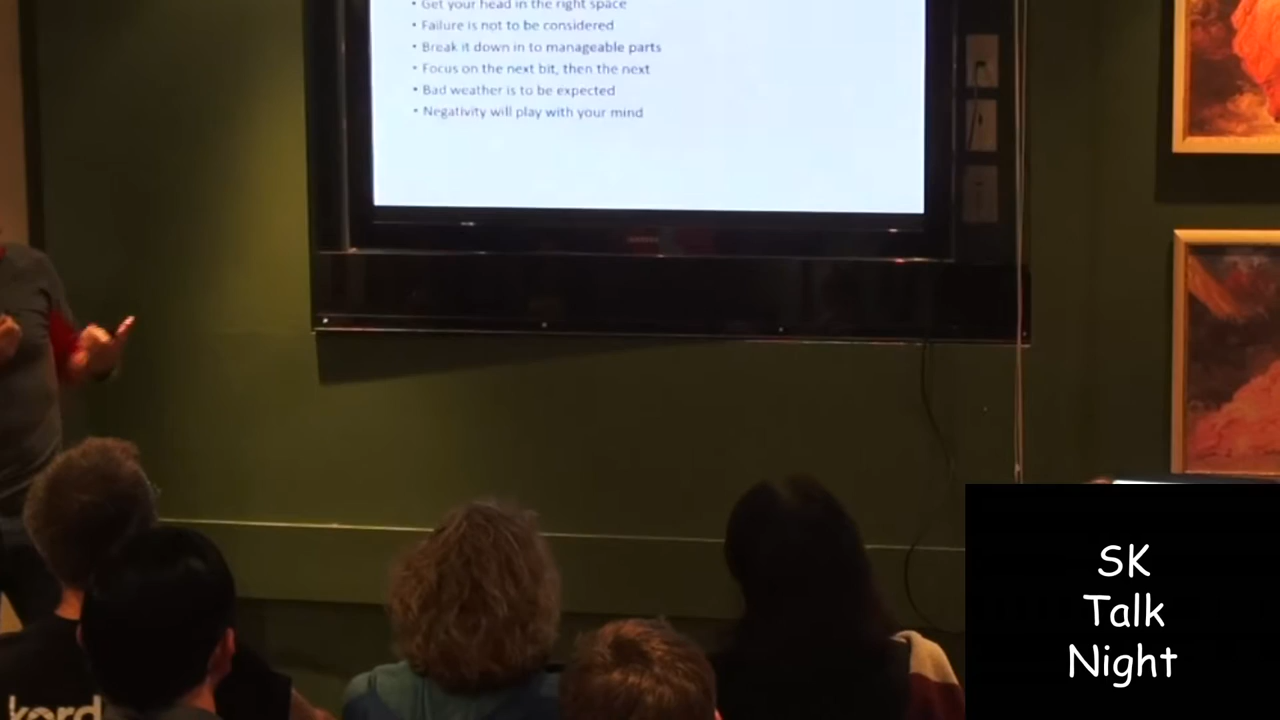 • Get your head in the right space
• Failure is not to be considered
• Break it down in to manageable parts
• Focus on the next bit, then the next
• Bad weather is to be expected
• Negativity will play with your mind
SK
Talk
Night